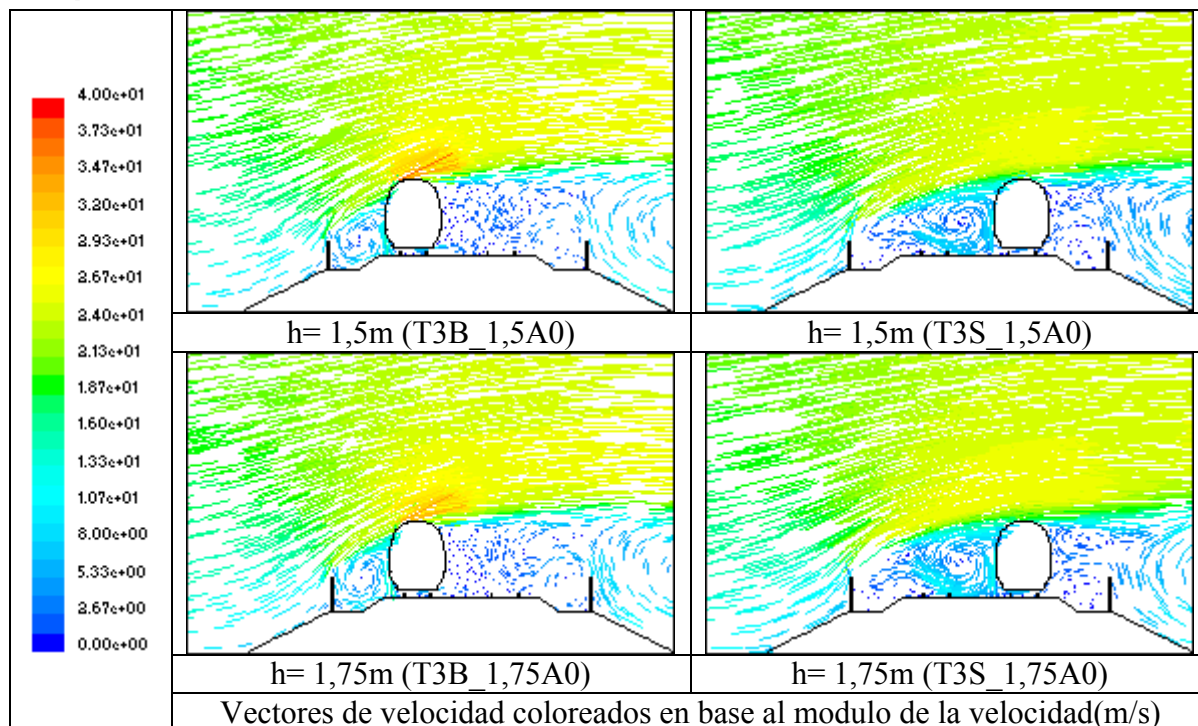 4.00e+01
3.73e+01
3.47e+01
3.20e+01
2.93e+01
2.67e+01
2.40e+01
2.13e+01
1.87e+01
1.60e+01
1.33e+01
1.07e+01
8.00e+00
5.33e+00
2.67e+00
0.00e+00
h= 1,5m (T3B_1,5A0)
h= 1,5m (T3S_1,5A0)
h= 1,75m (T3B_1,75A0)
h= 1,75m (T3S_1,75A0)
Vectores de velocidad coloreados en base al modulo de la velocidad(m/s)